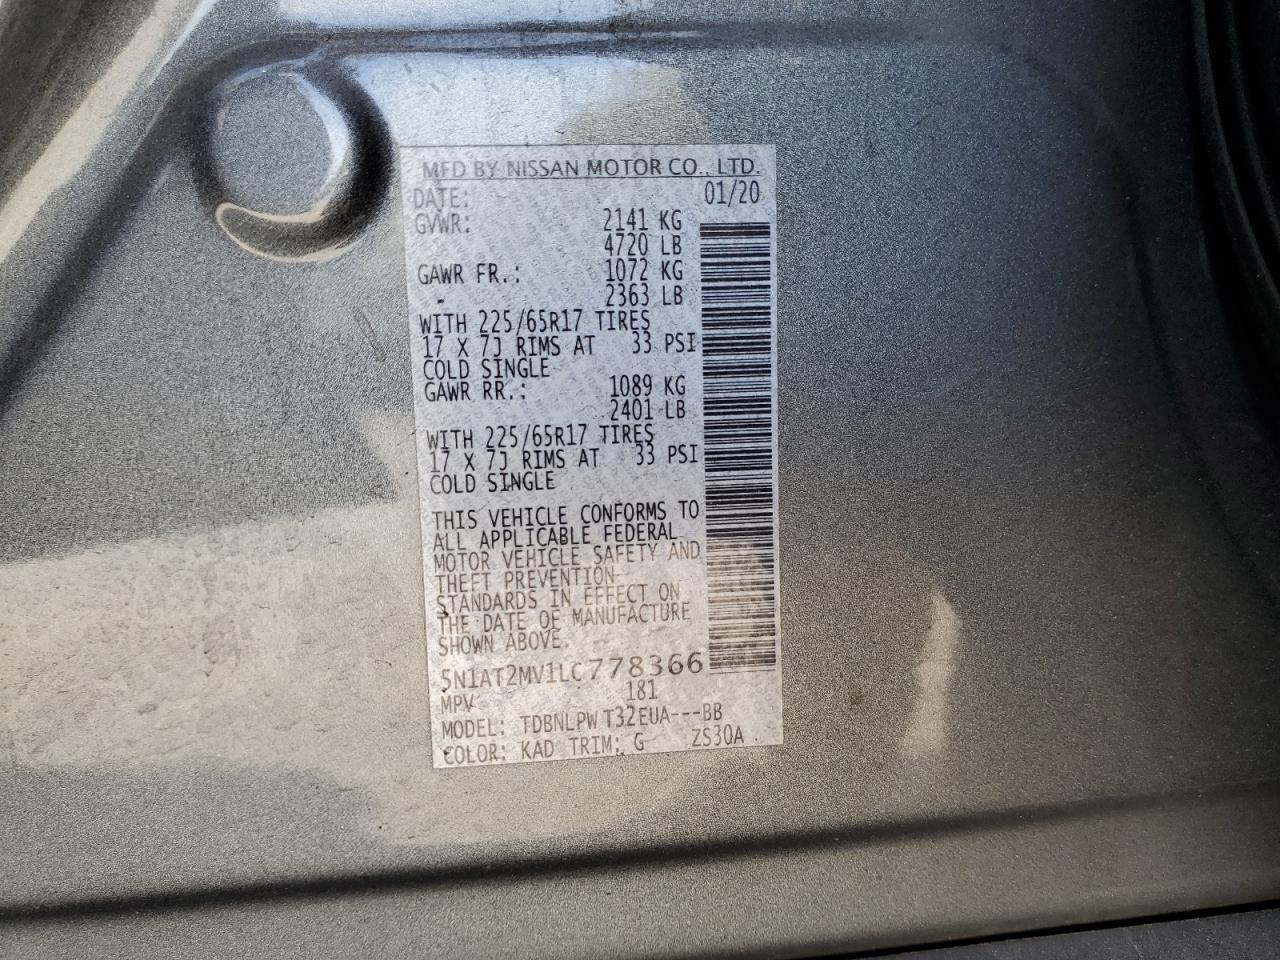 MFD BY NISSAN MOTOR CO., LTD.
DATE: 01/20
GVWR: 2141 KG
4720 LB
GAWR FR.: 1072 KG
- 2363 LB
WITH 225/65R17 TIRES
17 X 7J RIMS AT 33 PSI
COLD SINGLE
GAWR RR.: 1089 KG
2401 LB
WITH 225/65R17 TIRES
17 X 7J RIMS AT 33 PSI
COLD SINGLE
THIS VEHICLE CONFORMS TO
ALL APPLICABLE FEDERAL
MOTOR VEHICLE SAFETY AND
THEFT PREVENTION
STANDARDS IN EFFECT ON
THE DATE OF MANUFACTURE
SHOWN ABOVE.
5N1AT2MV1LC778366
MPV 181
MODEL: TDBNLPW T32EUA---BB
COLOR: KAD TRIM: G ZS30A